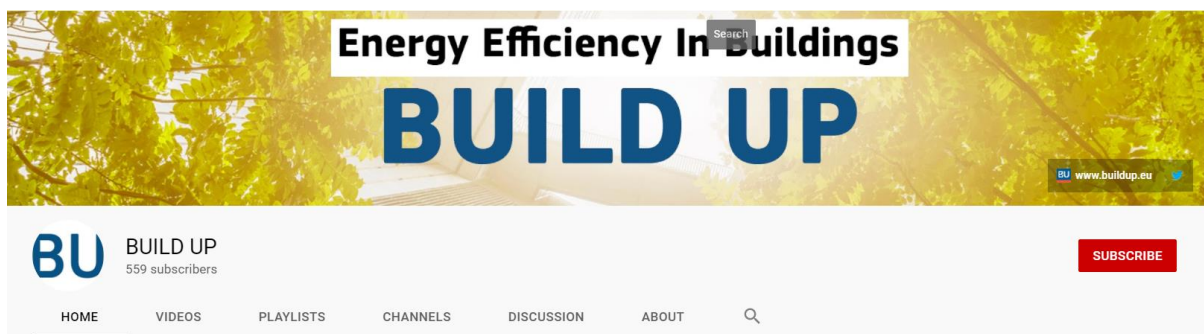 Energy Efficiency In Buildings
Search
BUILD UP
BU www.buildup.eu
BU
BUILD UP
559 subscribers
SUBSCRIBE
HOME VIDEOS PLAYLISTS CHANNELS DISCUSSION ABOUT